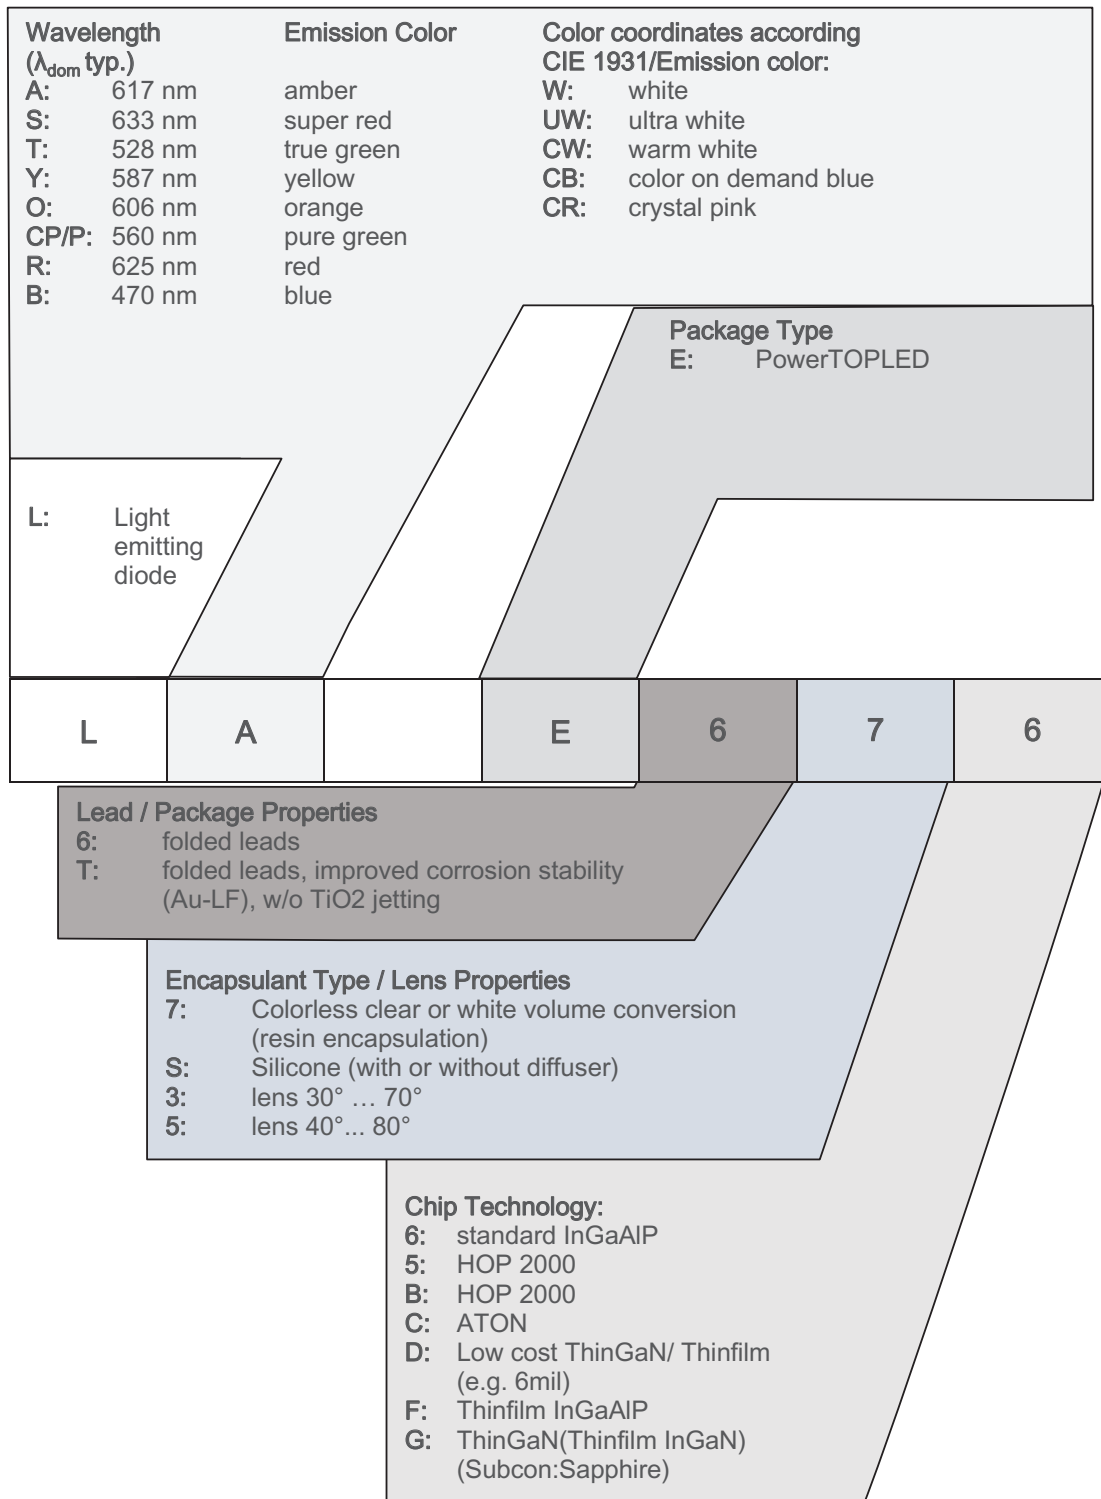 Wavelength Emission Color Color coordinates according
(λdom typ.) CIE 1931/Emission color:
A: 617 nm amber W: white
S: 633 nm super red UW: ultra white
T: 528 nm true green CW: warm white
Y: 587 nm yellow CB: color on demand blue
O: 606 nm orange CR: crystal pink
CP/P: 560 nm pure green
R: 625 nm red
B: 470 nm blue
Package Type
E: PowerTOPLED
L: Light
emitting
diode
L A E 6 7 6
Lead / Package Properties
6: folded leads
T: folded leads, improved corrosion stability
(Au-LF), w/o TiO2 jetting
Encapsulant Type / Lens Properties
7: Colorless clear or white volume conversion
(resin encapsulation)
S: Silicone (with or without diffuser)
3: lens 30° … 70°
5: lens 40°... 80°
Chip Technology:
6: standard InGaAlP
5: HOP 2000
B: HOP 2000
C: ATON
D: Low cost ThinGaN/ Thinfilm
(e.g. 6mil)
F: Thinfilm InGaAlP
G: ThinGaN(Thinfilm InGaN)
(Subcon:Sapphire)